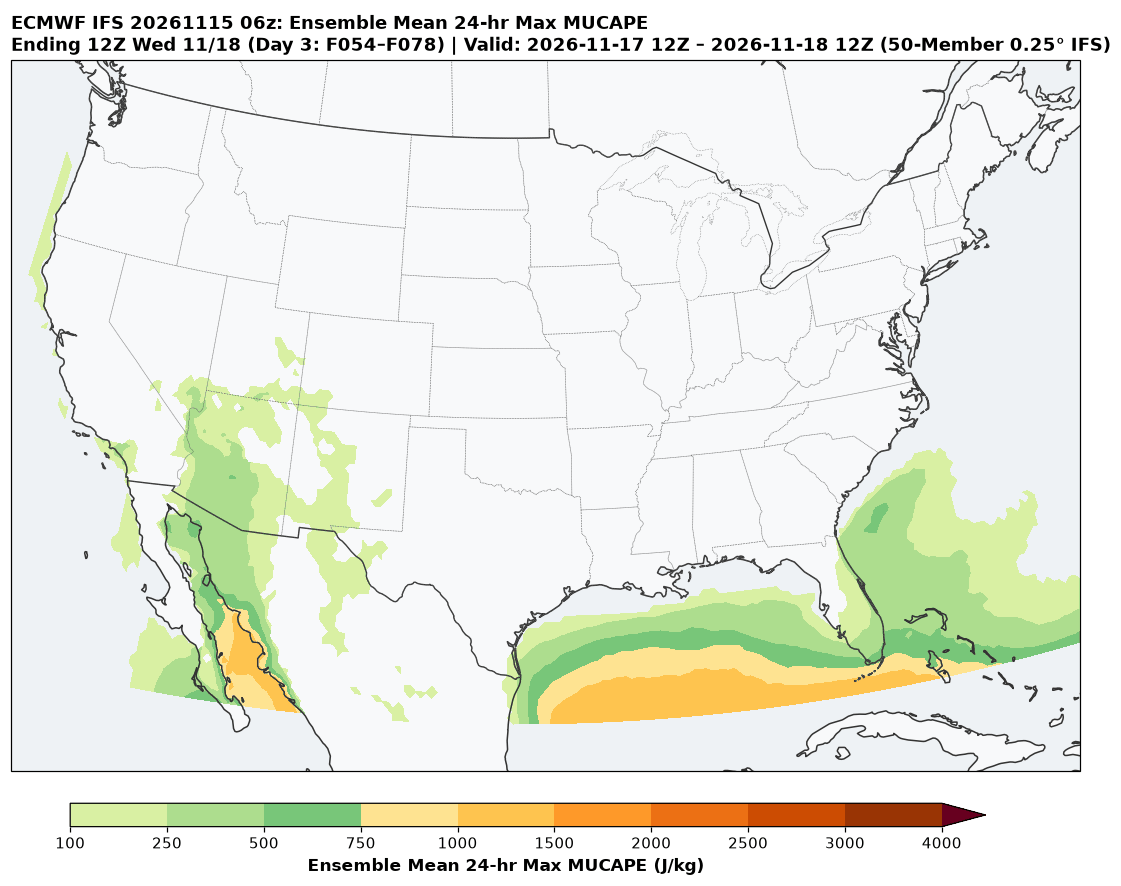 ECMWF IFS 20261115 06z: Ensemble Mean 24-hr Max MUCAPE
Ending 12Z Wed 11/18 (Day 3: F054–F078) | Valid: 2026-11-17 12Z – 2026-11-18 12Z (50-Member 0.25° IFS)
100 250 500 750 1000 1500 2000 2500 3000 4000
Ensemble Mean 24-hr Max MUCAPE (J/kg)